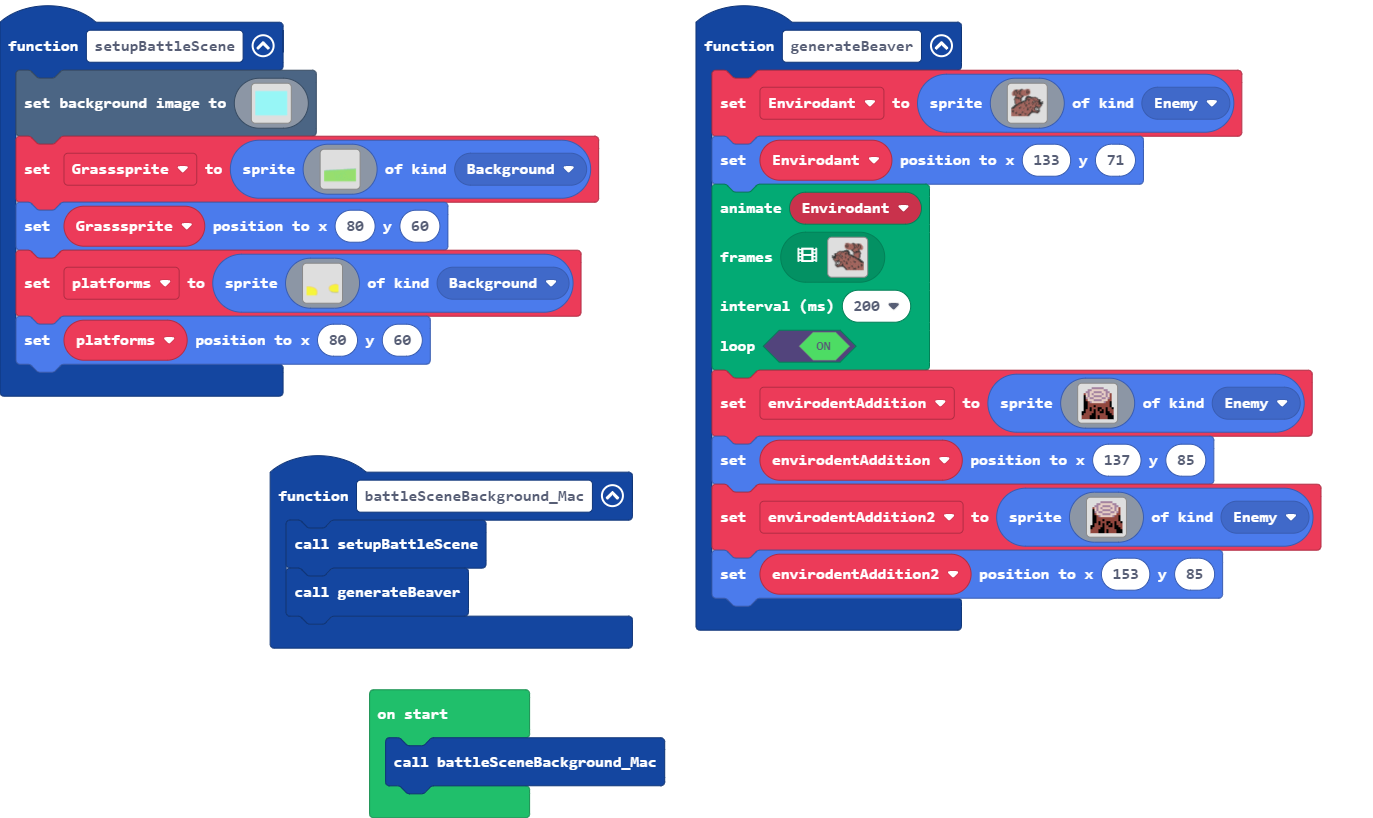 function setupBattleScene
set background image to
set Grasssprite to sprite of kind Background
set Grasssprite position to x 80 y 60
set platforms to sprite of kind Background
set platforms position to x 80 y 60
function generateBeaver
set Envirodant to sprite of kind Enemy
set Envirodant position to x 133 y 71
animate Envirodant
frames
interval (ms) 200
loop ON
set envirodentAddition to sprite of kind Enemy
set envirodentAddition position to x 137 y 85
set envirodentAddition2 to sprite of kind Enemy
set envirodentAddition2 position to x 153 y 85
function battleSceneBackground_Mac
call setupBattleScene
call generateBeaver
on start
call battleSceneBackground_Mac